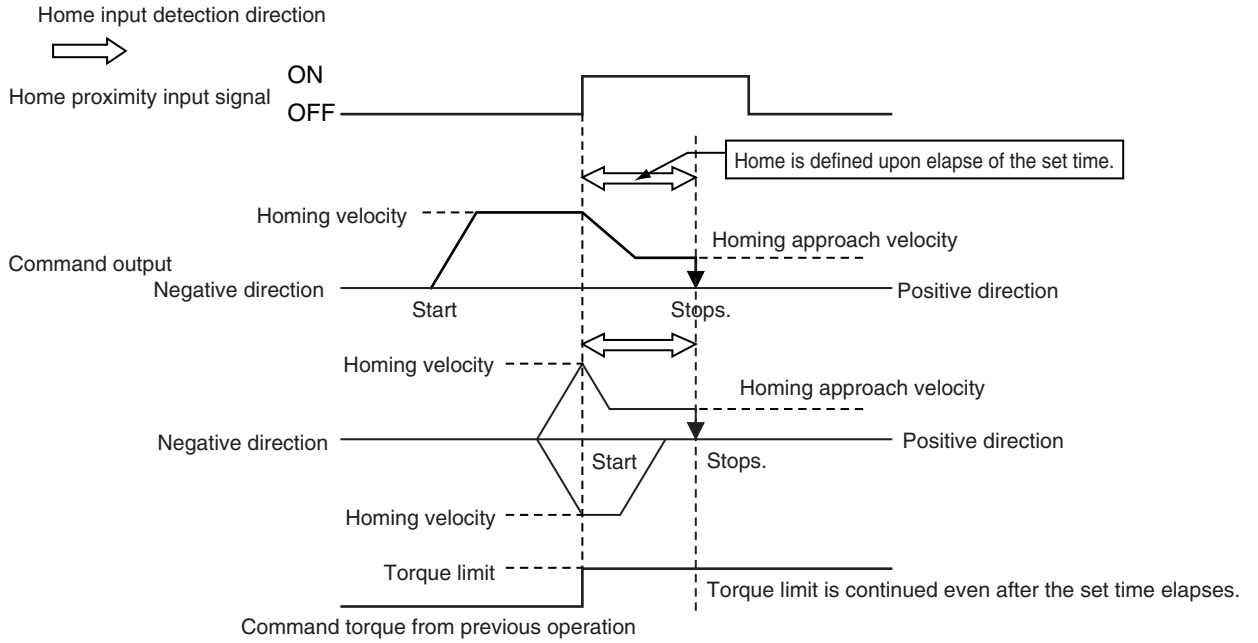 Home input detection direction
ON
Home proximity input signal
OFF
Home is defined upon elapse of the set time.
Homing velocity
Homing approach velocity
Command output
Negative direction
Positive direction
Start
Stops.
Homing velocity
Homing approach velocity
Negative direction
Positive direction
Start
Stops.
Homing velocity
Torque limit
Torque limit is continued even after the set time elapses.
Command torque from previous operation